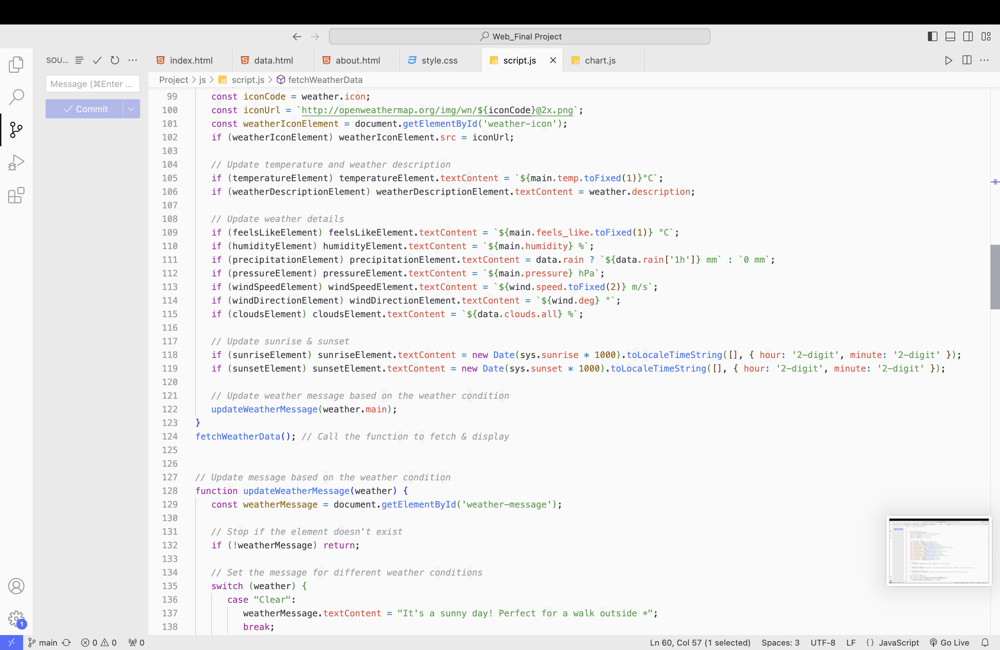 Web_Final Project
SOU...
index.html
data.html
about.html
style.css
JS script.js
JS chart.js
Message (⌘Enter ...
Commit
Project > js > JS script.js > fetchWeatherData
99 const iconCode = weather.icon;
100 const iconUrl = `http://openweathermap.org/img/wn/${iconCode}@2x.png`;
101 const weatherIconElement = document.getElementById('weather-icon');
102 if (weatherIconElement) weatherIconElement.src = iconUrl;
103
104 // Update temperature and weather description
105 if (temperatureElement) temperatureElement.textContent = `${main.temp.toFixed(1)}°C`;
106 if (weatherDescriptionElement) weatherDescriptionElement.textContent = weather.description;
107
108 // Update weather details
109 if (feelsLikeElement) feelsLikeElement.textContent = `${main.feels_like.toFixed(1)} °C`;
110 if (humidityElement) humidityElement.textContent = `${main.humidity} %`;
111 if (precipitationElement) precipitationElement.textContent = data.rain ? `${data.rain['1h']} mm` : `0 mm`;
112 if (pressureElement) pressureElement.textContent = `${main.pressure} hPa`;
113 if (windSpeedElement) windSpeedElement.textContent = `${wind.speed.toFixed(2)} m/s`;
114 if (windDirectionElement) windDirectionElement.textContent = `${wind.deg} °`;
115 if (cloudsElement) cloudsElement.textContent = `${data.clouds.all} %`;
116
117 // Update sunrise & sunset
118 if (sunriseElement) sunriseElement.textContent = new Date(sys.sunrise * 1000).toLocaleTimeString([], { hour: '2-digit', minute: '2-digit' });
119 if (sunsetElement) sunsetElement.textContent = new Date(sys.sunset * 1000).toLocaleTimeString([], { hour: '2-digit', minute: '2-digit' });
120
121 // Update weather message based on the weather condition
122 updateWeatherMessage(weather.main);
123 }
124 fetchWeatherData(); // Call the function to fetch & display
125
126
127 // Update message based on the weather condition
128 function updateWeatherMessage(weather) {
129 const weatherMessage = document.getElementById('weather-message');
130
131 // Stop if the element doesn't exist
132 if (!weatherMessage) return;
133
134 // Set the message for different weather conditions
135 switch (weather) {
136 case "Clear":
137 weatherMessage.textContent = "It's a sunny day! Perfect for a walk outside ☀";
138 break;
1
main
0 0
0
Ln 60, Col 57 (1 selected)
Spaces: 3
UTF-8
LF
{} JavaScript
Go Live